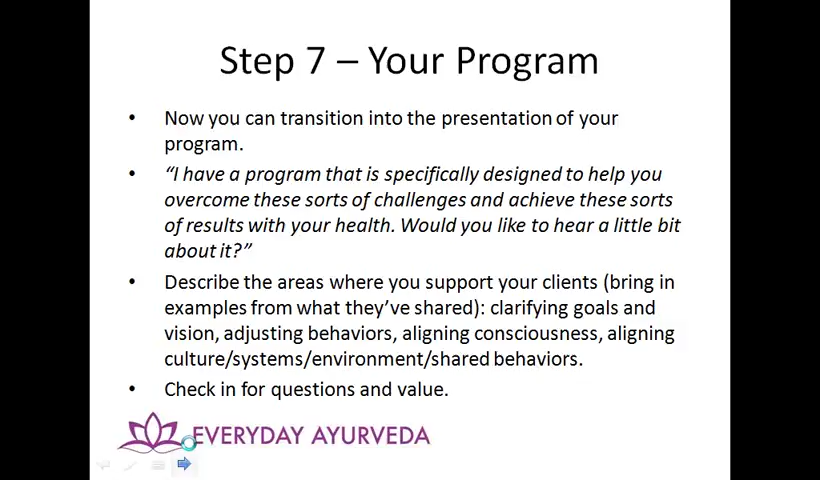 Step 7 – Your Program
• Now you can transition into the presentation of your
program.
• “I have a program that is specifically designed to help you
overcome these sorts of challenges and achieve these sorts
of results with your health. Would you like to hear a little bit
about it?”
• Describe the areas where you support your clients (bring in
examples from what they’ve shared): clarifying goals and
vision, adjusting behaviors, aligning consciousness, aligning
culture/systems/environment/shared behaviors.
• Check in for questions and value.
EVERYDAY AYURVEDA